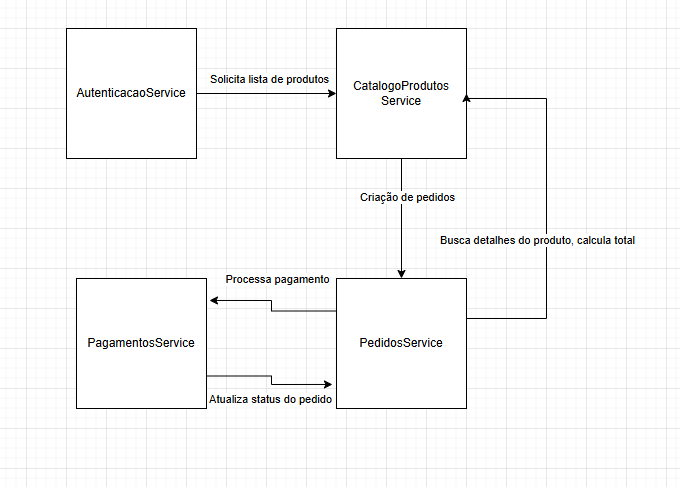 Solicita lista de produtos
AutenticacaoService
CatalogoProdutos
Service
Criação de pedidos
Busca detalhes do produto, calcula total
Processa pagamento
PagamentosService
PedidosService
Atualiza status do pedido